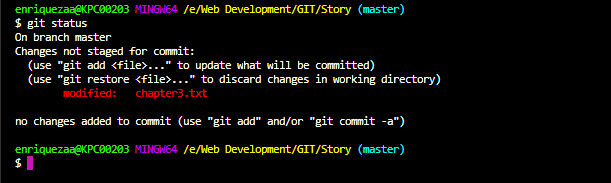 enriquezaa@KPC00203 MINGW64 /e/Web Development/GIT/Story (master)
$ git status
On branch master
Changes not staged for commit:
  (use "git add <file>..." to update what will be committed)
  (use "git restore <file>..." to discard changes in working directory)
        modified:   chapter3.txt

no changes added to commit (use "git add" and/or "git commit -a")

enriquezaa@KPC00203 MINGW64 /e/Web Development/GIT/Story (master)
$